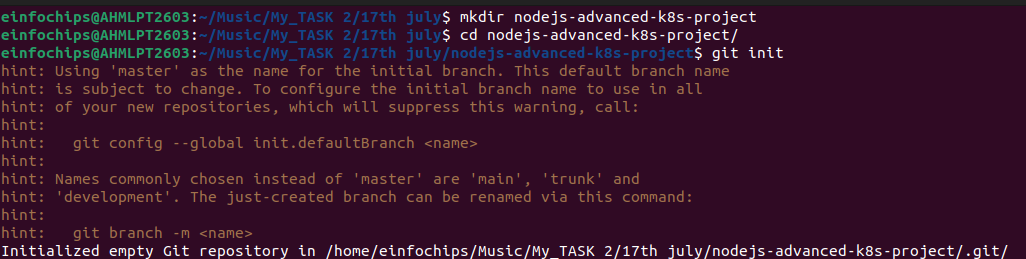 einfochips@AHMLPT2603:~/Music/My_TASK 2/17th july$ mkdir nodejs-advanced-k8s-project
einfochips@AHMLPT2603:~/Music/My_TASK 2/17th july$ cd nodejs-advanced-k8s-project/
einfochips@AHMLPT2603:~/Music/My_TASK 2/17th july/nodejs-advanced-k8s-project$ git init
hint: Using 'master' as the name for the initial branch. This default branch name
hint: is subject to change. To configure the initial branch name to use in all
hint: of your new repositories, which will suppress this warning, call:
hint:
hint:   git config --global init.defaultBranch <name>
hint:
hint: Names commonly chosen instead of 'master' are 'main', 'trunk' and
hint: 'development'. The just-created branch can be renamed via this command:
hint:
hint:   git branch -m <name>
Initialized empty Git repository in /home/einfochips/Music/My_TASK 2/17th july/nodejs-advanced-k8s-project/.git/